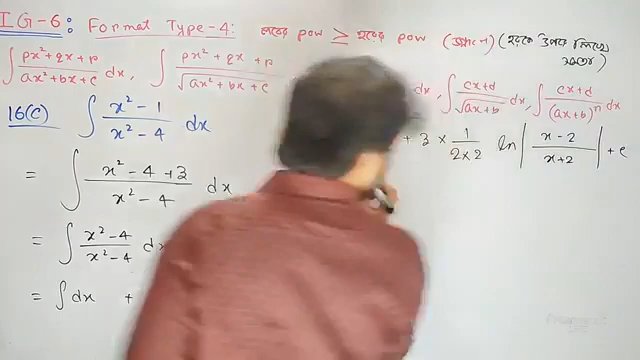 IG-6: Format Type-4: লবের pow ≥ হরের pow (হরকে উপরে লিখতে হবে)
∫ (px²+qx+r)/(ax²+bx+c) dx, ∫ (px²+qx+r)/√(ax²+bx+c) dx, ∫ (cx+d)/√(ax+b) dx, ∫ (cx+d)/(ax+b)ⁿ dx
16(c) ∫ (x²-1)/(x²-4) dx
= ∫ (x²-4+3)/(x²-4) dx
= ∫ (x²-4)/(x²-4) dx
= ∫ dx +
+ 3 × 1/(2×2) ln |(x-2)/(x+2)| + c